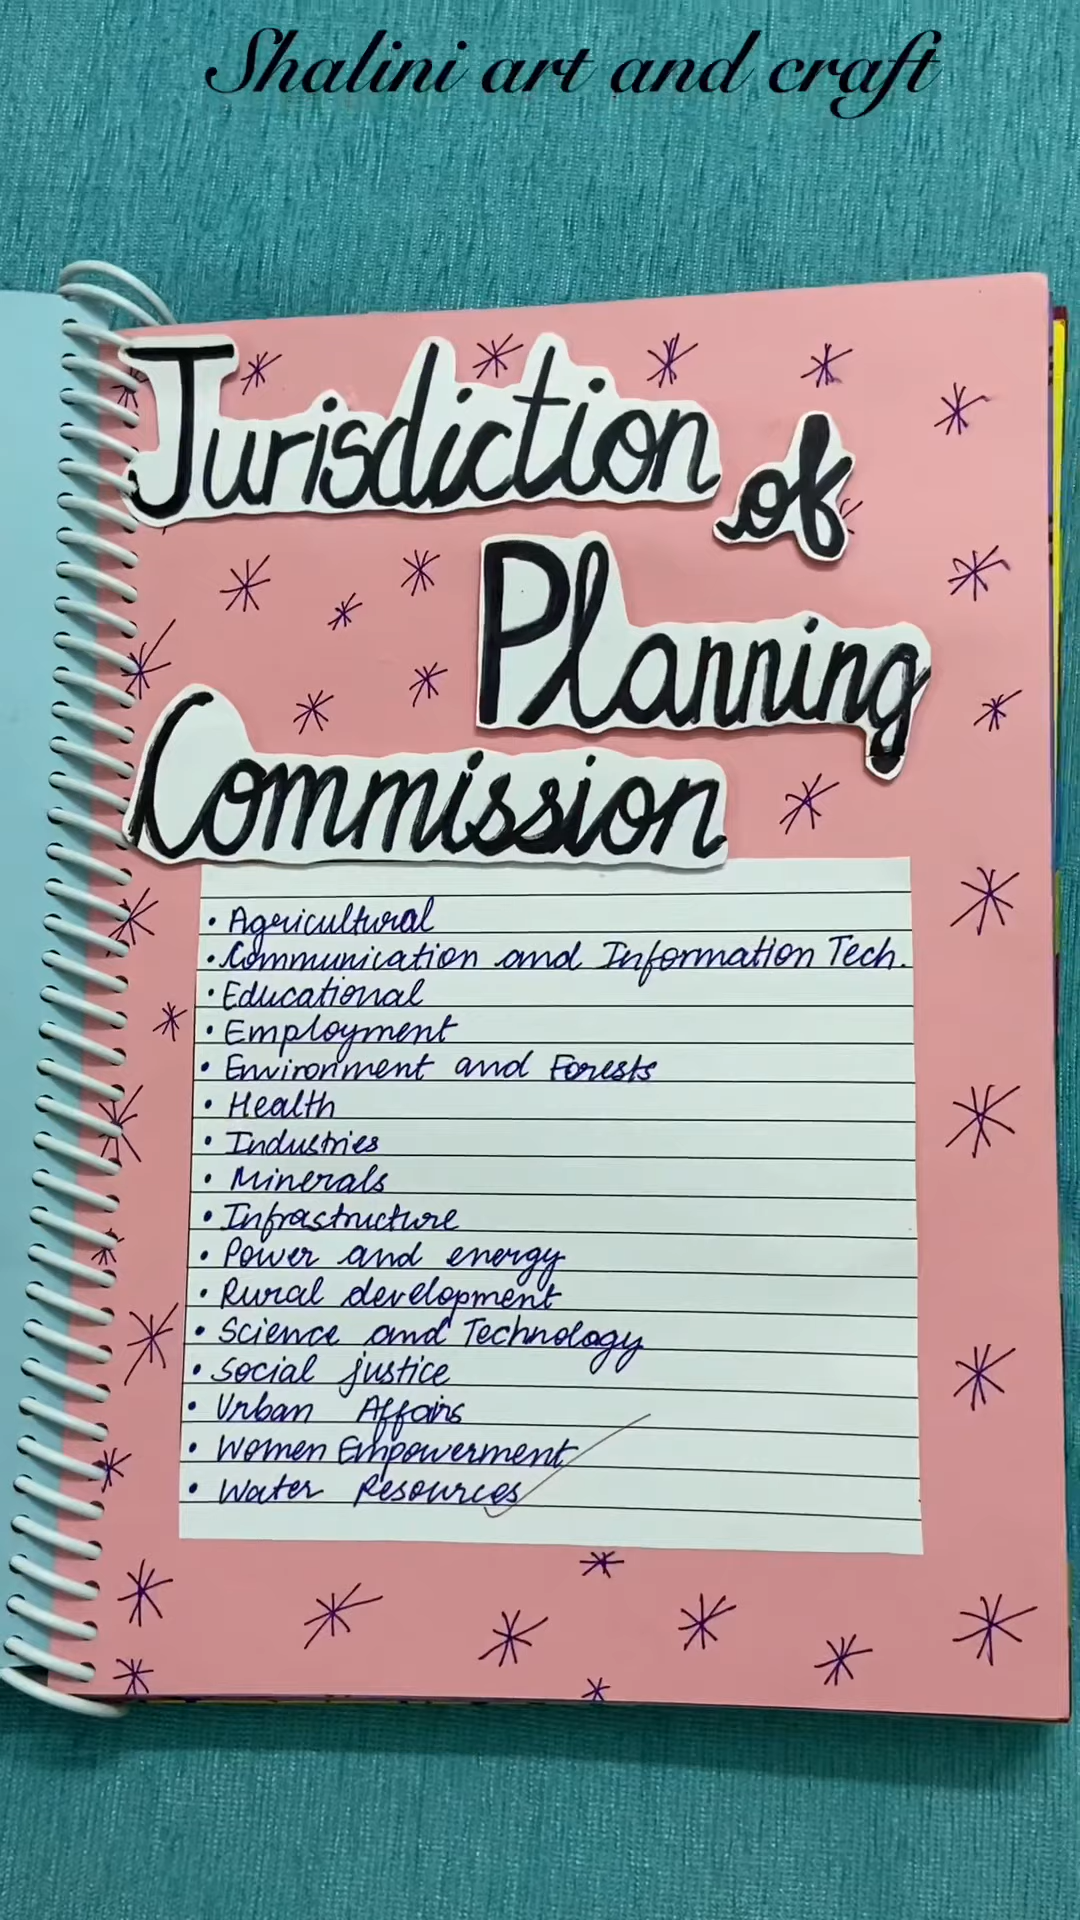 Shalini art and craft
Jurisdiction of
Planning
Commission
• Agricultural
• Communication and Information Tech.
• Educational
• Employment
• Environment and Forests
• Health
• Industries
• Minerals
• Infrastructure
• Power and energy
• Rural development
• Science and Technology
• Social justice
• Urban Affairs
• Women Empowerment
• Water Resources